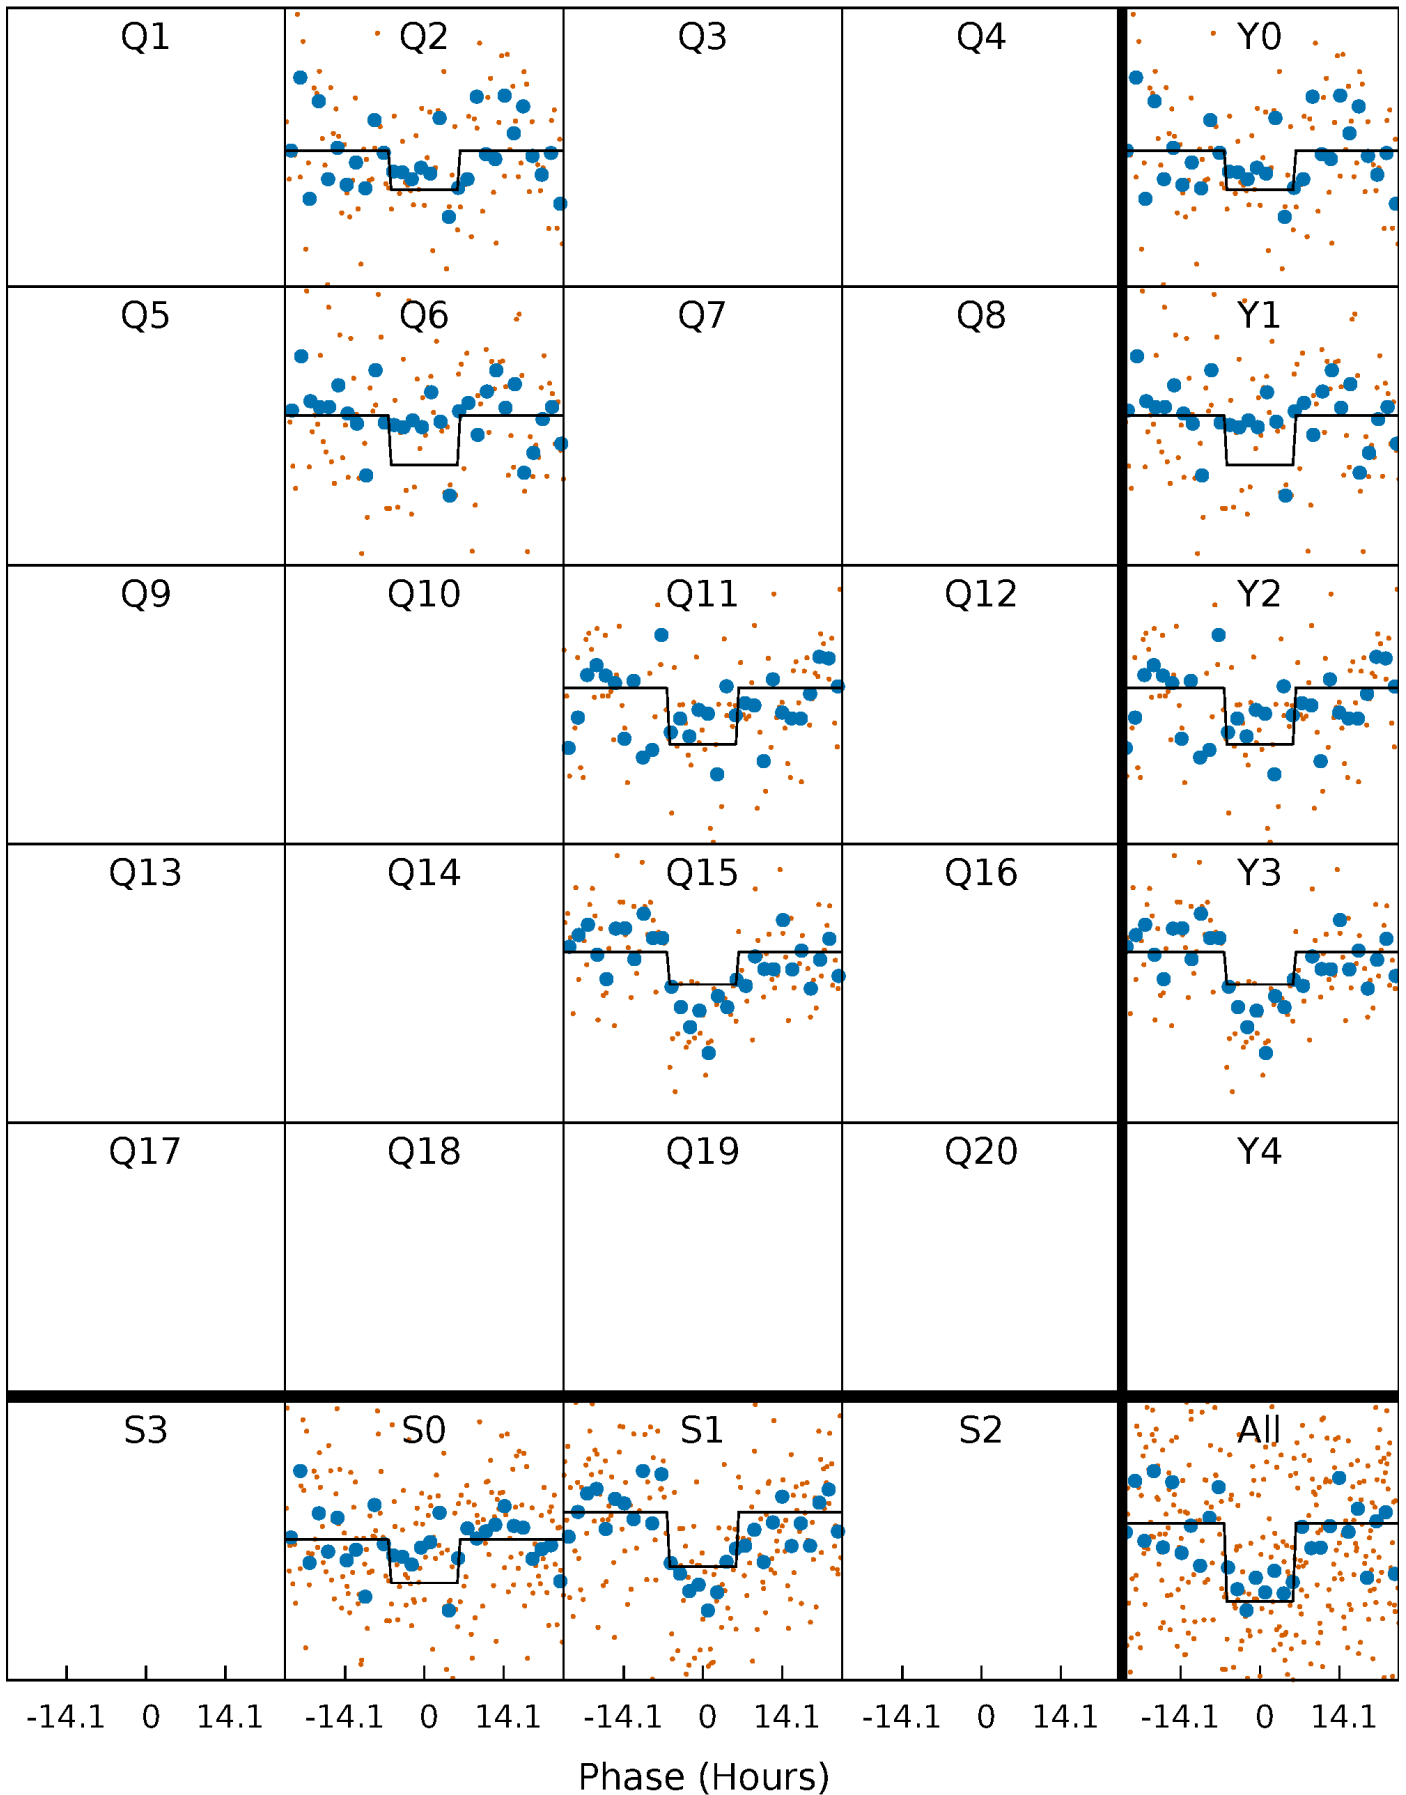 Q1 Q2 Q3 Q4 Y0
Q5 Q6 Q7 Q8 Y1
Q9 Q10 Q11 Q12 Y2
Q13 Q14 Q15 Q16 Y3
Q17 Q18 Q19 Q20 Y4
S3 S0 S1 S2 All
-14.1 0 14.1 -14.1 0 14.1 -14.1 0 14.1 -14.1 0 14.1 -14.1 0 14.1
Phase (Hours)